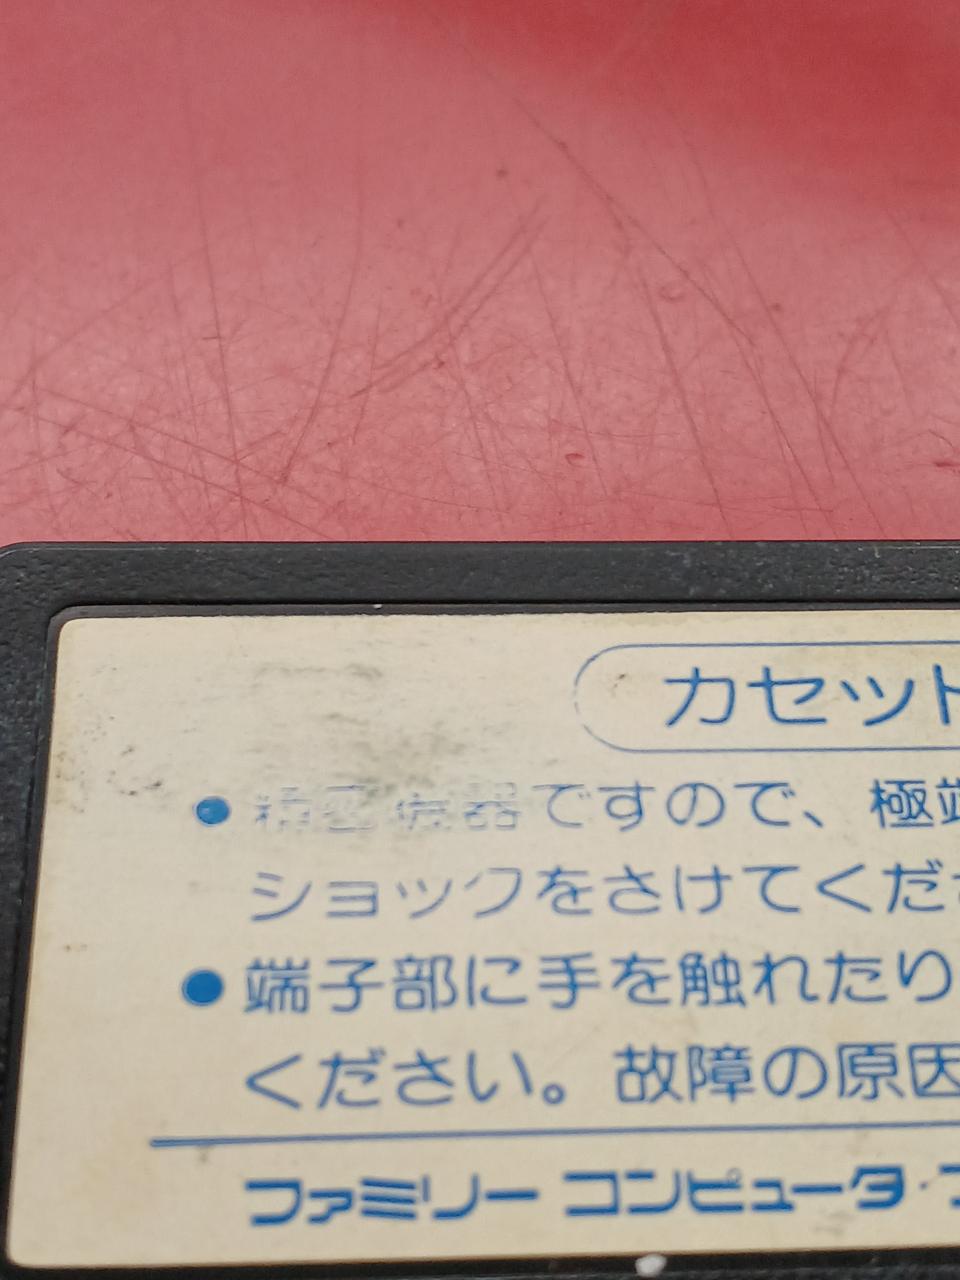 カセット
● 精密機器ですので、極端
ショックをさけてくださ
● 端子部に手を触れたり
ください。故障の原因
ファミリー コンピュータ・